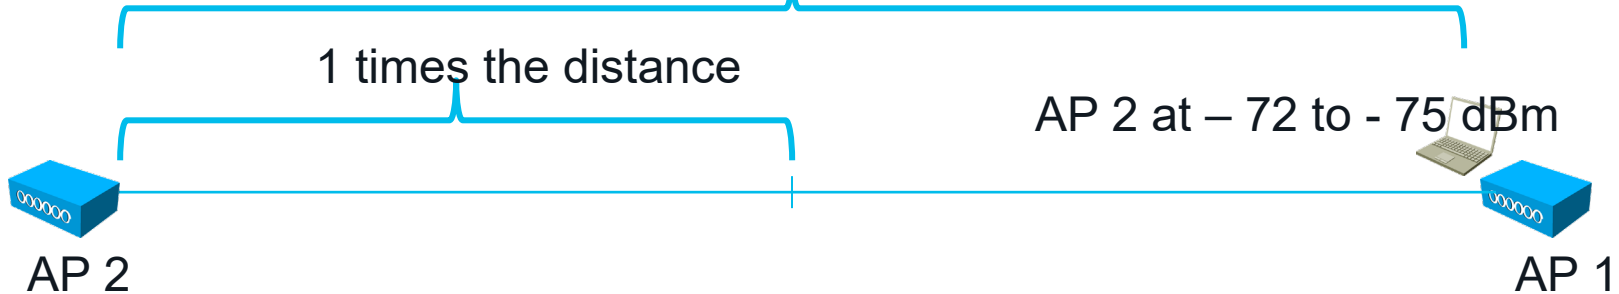 1 times the distance
AP 2 at – 72 to - 75 dBm
AP 2
AP 1